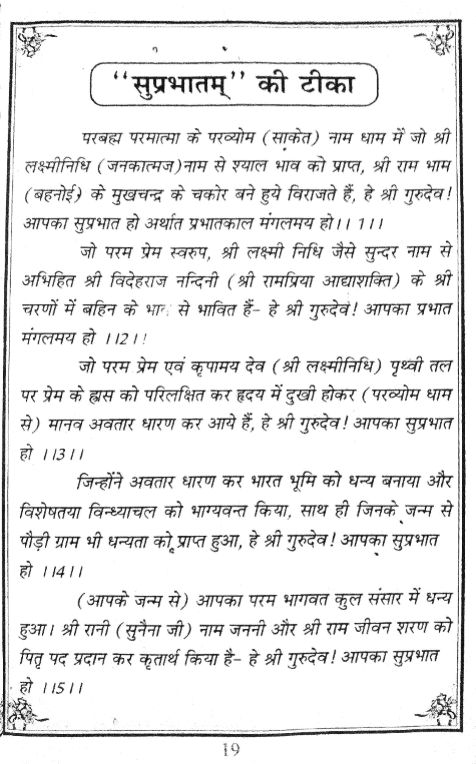 “सुप्रभातम्” की टीका
परबह्म परमात्मा के परव्योम (साकेत) नाम धाम में जो श्री
लक्ष्मीनिधि (जनकात्मज)नाम से श्याल भाव को प्राप्त, श्री राम भाम
(बहनोई) के मुखचन्द्र के चकोर बने हुये विराजते हैं, हे श्री गुरुदेव!
आपका सुप्रभात हो अर्थात प्रभातकाल मंगलमय हो।। 1।।
जो परम प्रेम स्वरुप, श्री लक्ष्मी निधि जैसे सुन्दर नाम से
अभिहित श्री विदेहराज नन्दिनी (श्री रामप्रिया आद्याशक्ति) के श्री
चरणों में बहिन के से भावित हैं- हे श्री गुरुदेव! आपका प्रभात
मंगलमय हो ।।2।।
जो परम प्रेम एवं कृपामय देव (श्री लक्ष्मीनिधि) पृथ्वी तल
पर प्रेम के ह्रास को परिलक्षित कर हृदय में दुखी होकर (परव्योम धाम
से) मानव अवतार धारण कर आये हैं, हे श्री गुरुदेव! आपका सुप्रभात
हो ।।3।।
जिन्होंने अवतार धारण कर भारत भूमि को धन्य बनाया और
विशेषतया विन्ध्याचल को भाग्यवन्त किया, साथ ही जिनके जन्म से
पौड़ी ग्राम भी धन्यता को प्राप्त हुआ, हे श्री गुरुदेव! आपका सुप्रभात
हो ।।4।।
(आपके जन्म से) आपका परम भागवत कुल संसार में धन्य
हुआ। श्री रानी (सुनैना जी) नाम जननी और श्री राम जीवन शरण को
पितृ पद प्रदान कर कृतार्थ किया है- हे श्री गुरुदेव! आपका सुप्रभात
हो ।।5।।
19